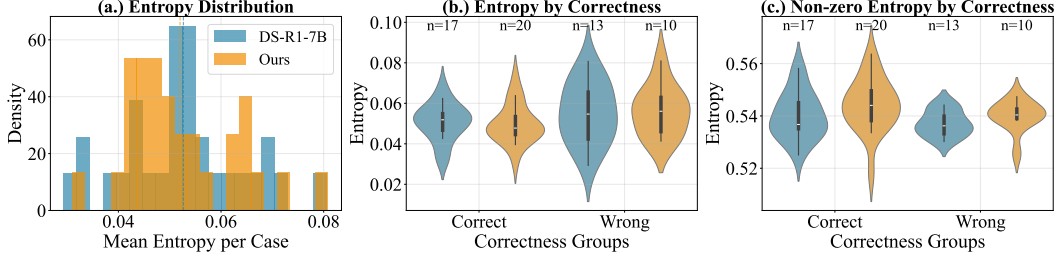 (a.) Entropy Distribution
60
40
20
0
Density
0.04
0.06
0.08
Mean Entropy per Case
DS-R1-7B
Ours
(b.) Entropy by Correctness
n=17
n=20
n=13
n=10
0.10
0.08
0.06
0.04
0.02
Entropy
Correct
Wrong
Correctness Groups
(c.) Non-zero Entropy by Correctness
n=17
n=20
n=13
n=10
0.56
0.54
0.52
Entropy
Correct
Wrong
Correctness Groups